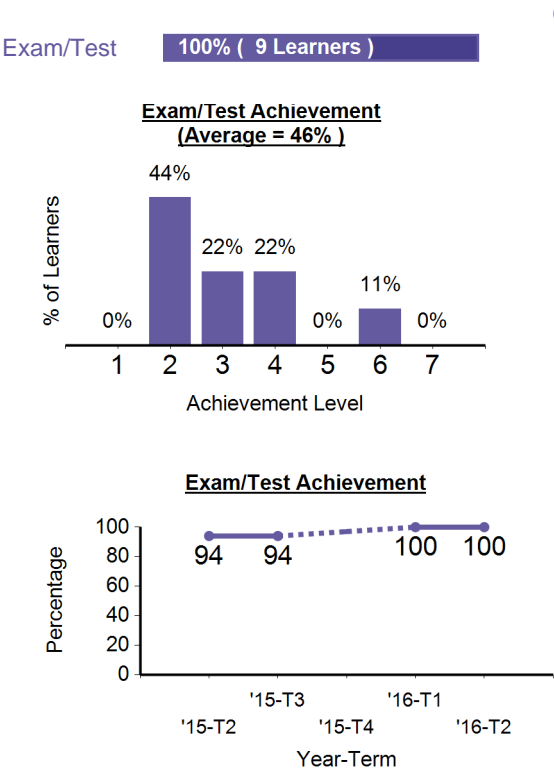 Exam/Test 100% ( 9 Learners )
Exam/Test Achievement
(Average = 46% )
44%
22% 22%
11%
0% 0% 0%
% of Learners
1 2 3 4 5 6 7
Achievement Level
Exam/Test Achievement
100
80
60
40
20
0
Percentage
94 94 100 100
'15-T3 '16-T1
'15-T2 '15-T4 '16-T2
Year-Term